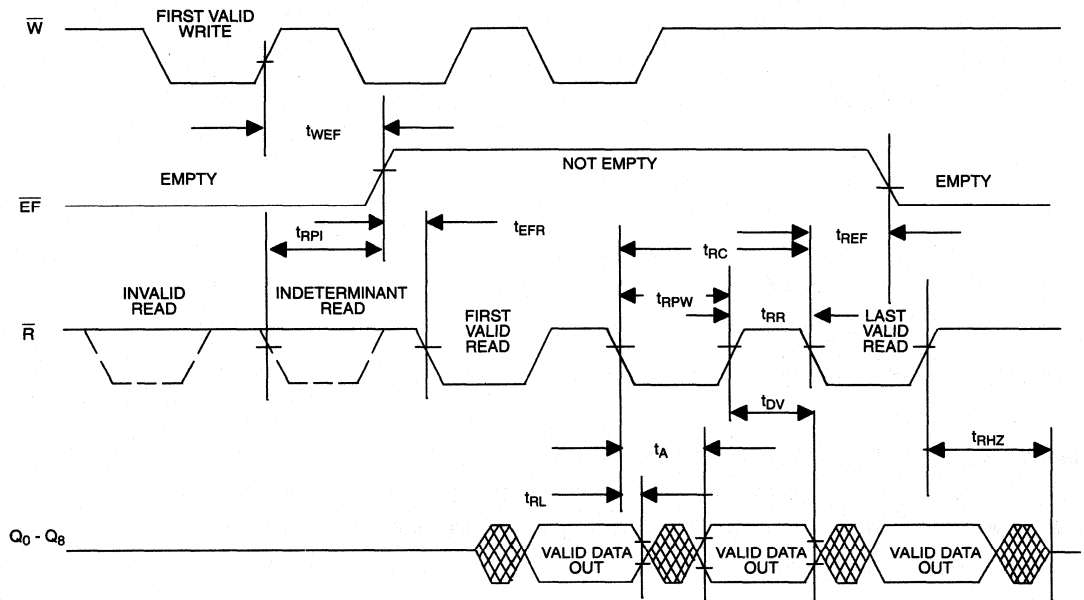 W̅
FIRST VALID
WRITE
tWEF
E̅F̅
EMPTY
NOT EMPTY
EMPTY
tRPI
tEFR
tRC
tREF
R̅
INVALID
READ
INDETERMINANT
READ
FIRST
VALID
READ
tRPW
tRR
LAST
VALID
READ
tDV
tA
tRHZ
tRL
Q0 - Q8
VALID DATA
OUT
VALID DATA
OUT
VALID DATA
OUT